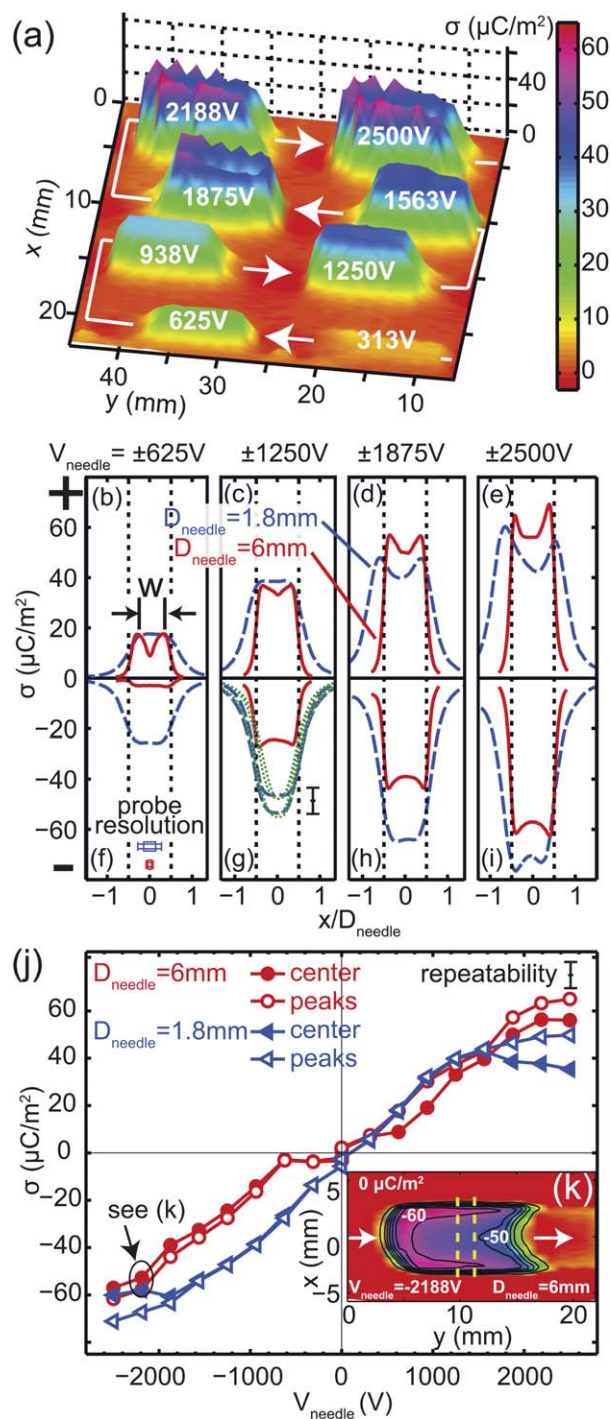 (a)
σ (µC/m²)
60
40
20
0
60
50
40
30
20
10
0
2188V
2500V
1875V
1563V
938V
1250V
625V
313V
0
10
20
x (mm)
40
30
20
10
y (mm)
V_needle = ±625V ±1250V ±1875V ±2500V
+
(b) (c) (d) (e)
D_needle=1.8mm
D_needle=6mm
W
60
40
20
0
−20
−40
−60
σ (µC/m²)
probe
resolution
−
(f) (g) (h) (i)
−1 0 1 −1 0 1 −1 0 1 −1 0 1
x/D_needle
(j)
D_needle=6mm center
peaks
D_needle=1.8mm center
peaks
repeatability
60
40
20
0
−20
−40
−60
σ (µC/m²)
see (k)
0 µC/m²
(k)
-60
-50
V_needle=-2188V D_needle=6mm
5
0
5
x (mm)
0 10 20
y (mm)
−2000 −1000 0 1000 2000
V_needle (V)